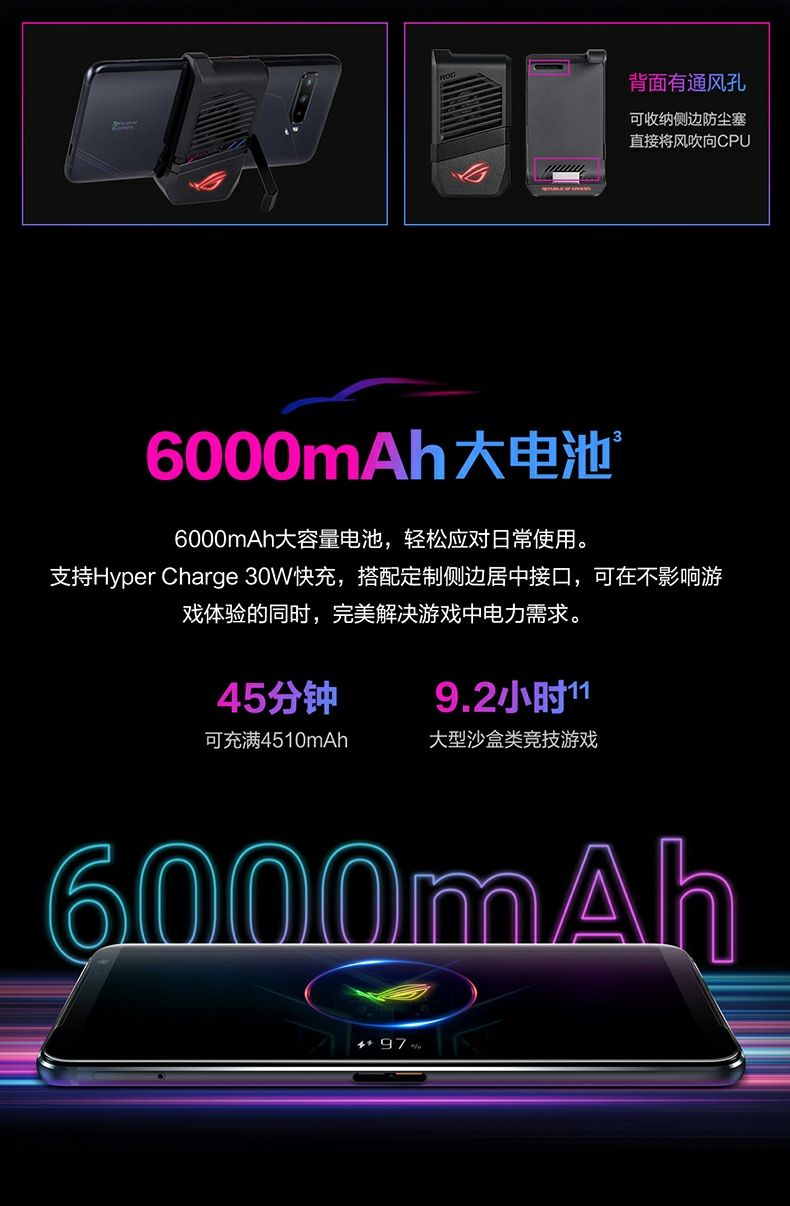 Tencent
Games
ROG
REPUBLIC OF GAMERS
背面有通风孔
可收纳侧边防尘塞
直接将风吹向CPU
6000mAh大电池3
6000mAh大容量电池，轻松应对日常使用。
支持Hyper Charge 30W快充，搭配定制侧边居中接口，可在不影响游
戏体验的同时，完美解决游戏中电力需求。
45分钟
可充满4510mAh
9.2小时11
大型沙盒类竞技游戏
6000mAh
97%